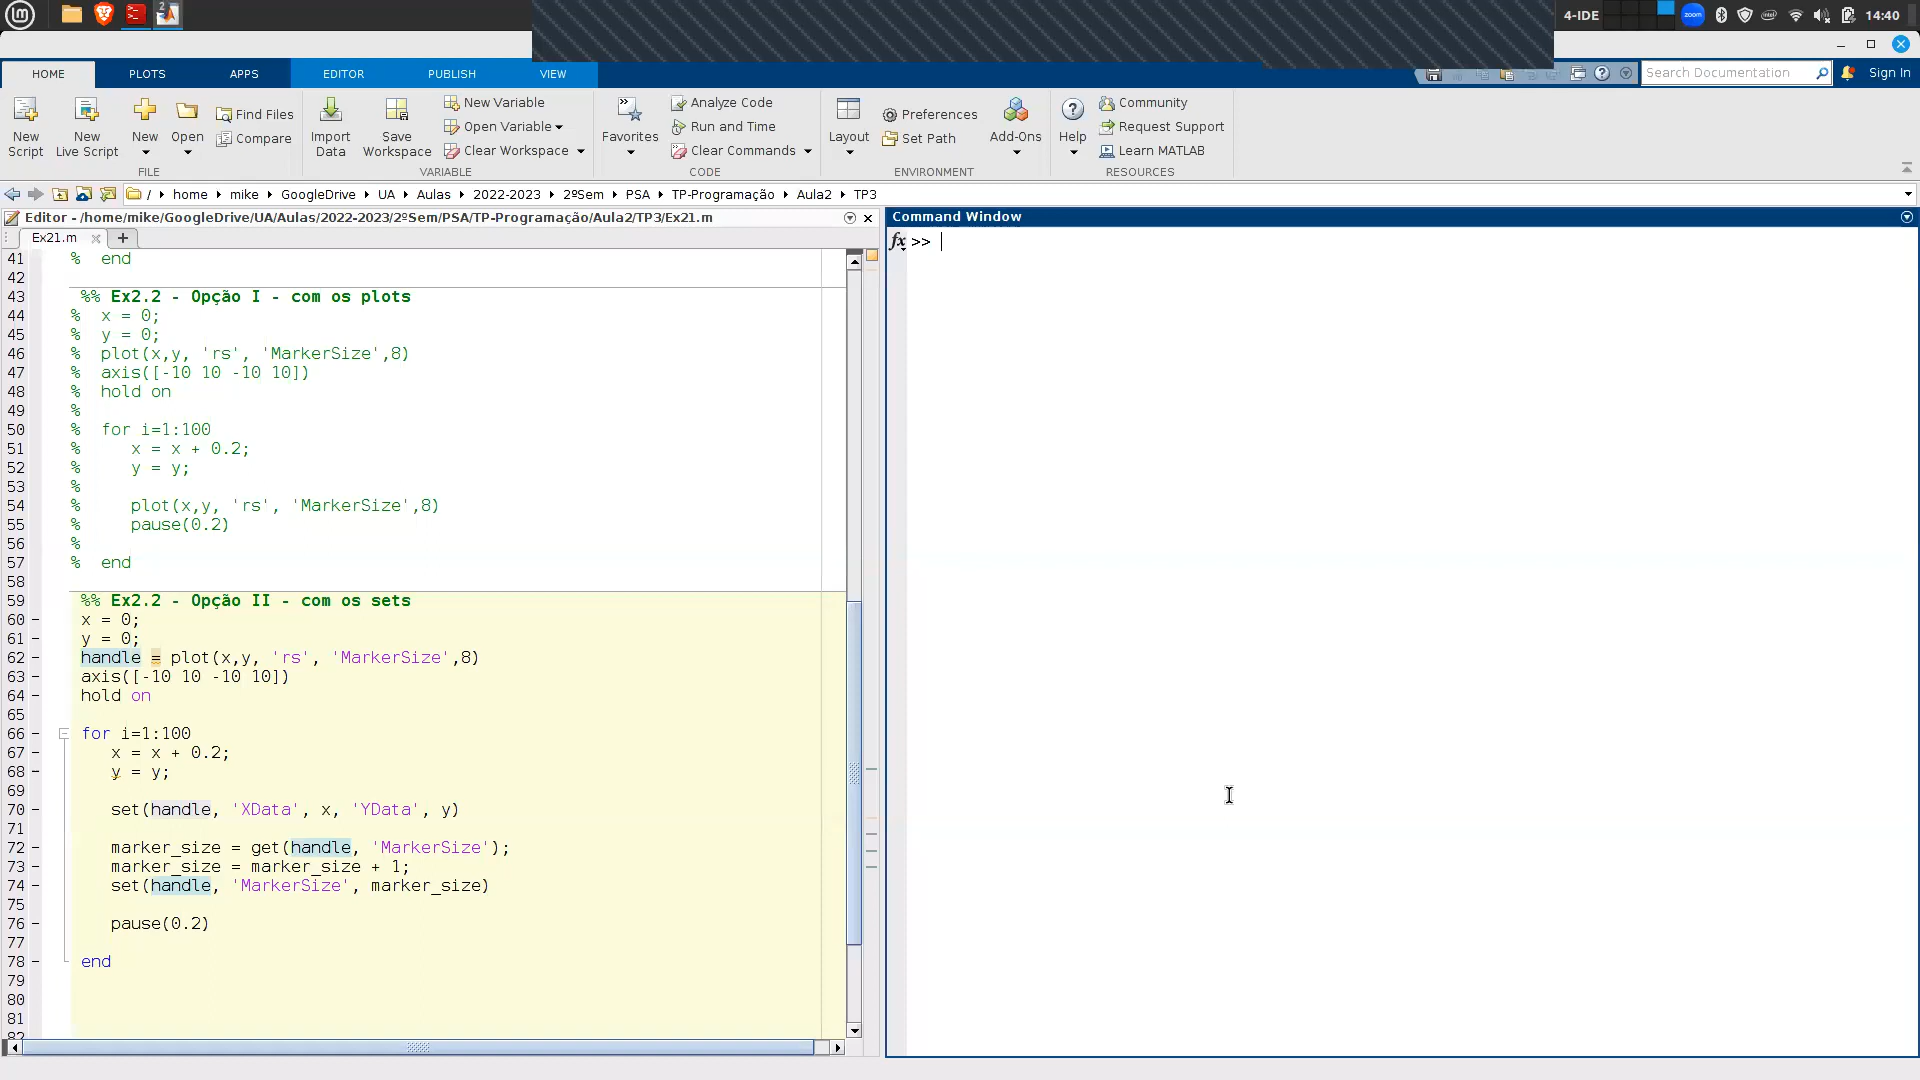 4-IDE
zoom
14:40
HOME
PLOTS
APPS
EDITOR
PUBLISH
VIEW
Search Documentation
Sign In
New Script
New Live Script
New
Open
Find Files
Compare
FILE
Import Data
Save Workspace
New Variable
Open Variable
Clear Workspace
VARIABLE
Favorites
Analyze Code
Run and Time
Clear Commands
CODE
Layout
Preferences
Set Path
Add-Ons
ENVIRONMENT
Help
Community
Request Support
Learn MATLAB
RESOURCES
/ home mike GoogleDrive UA Aulas 2022-2023 2ºSem PSA TP-Programação Aula2 TP3
Editor - /home/mike/GoogleDrive/UA/Aulas/2022-2023/2ºSem/PSA/TP-Programação/Aula2/TP3/Ex21.m
Ex21.m
41 % end
42
43 %% Ex2.2 - Opção I - com os plots
44 % x = 0;
45 % y = 0;
46 % plot(x,y, 'rs', 'MarkerSize',8)
47 % axis([-10 10 -10 10])
48 % hold on
49 %
50 % for i=1:100
51 % x = x + 0.2;
52 % y = y;
53 %
54 % plot(x,y, 'rs', 'MarkerSize',8)
55 % pause(0.2)
56 %
57 % end
58
59 %% Ex2.2 - Opção II - com os sets
60 x = 0;
61 y = 0;
62 handle = plot(x,y, 'rs', 'MarkerSize',8)
63 axis([-10 10 -10 10])
64 hold on
65
66 for i=1:100
67 x = x + 0.2;
68 y = y;
69
70 set(handle, 'XData', x, 'YData', y)
71
72 marker_size = get(handle, 'MarkerSize');
73 marker_size = marker_size + 1;
74 set(handle, 'MarkerSize', marker_size)
75
76 pause(0.2)
77
78 end
79
80
81
82
Command Window
fx >>